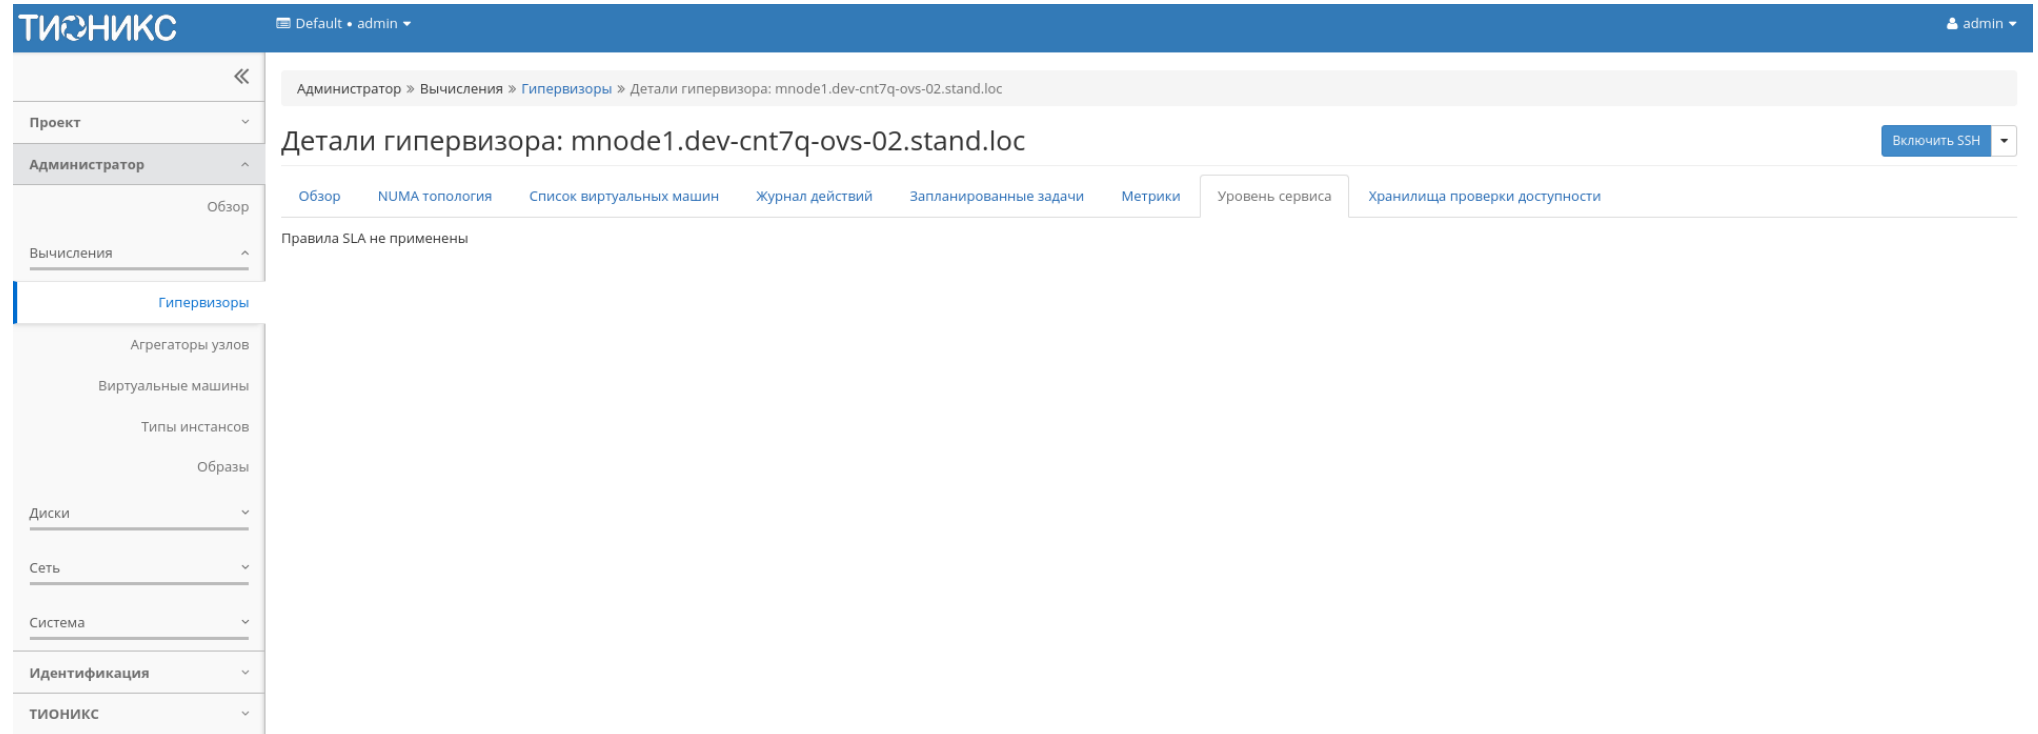 ТИОНИКС
Default • admin
admin
Администратор » Вычисления » Гипервизоры » Детали гипервизора: mnode1.dev-cnt7q-ovs-02.stand.loc
Детали гипервизора: mnode1.dev-cnt7q-ovs-02.stand.loc
Включить SSH
Обзор
NUMA топология
Список виртуальных машин
Журнал действий
Запланированные задачи
Метрики
Уровень сервиса
Хранилища проверки доступности
Правила SLA не применены
Проект
Администратор
Обзор
Вычисления
Гипервизоры
Агрегаторы узлов
Виртуальные машины
Типы инстансов
Образы
Диски
Сеть
Система
Идентификация
ТИОНИКС